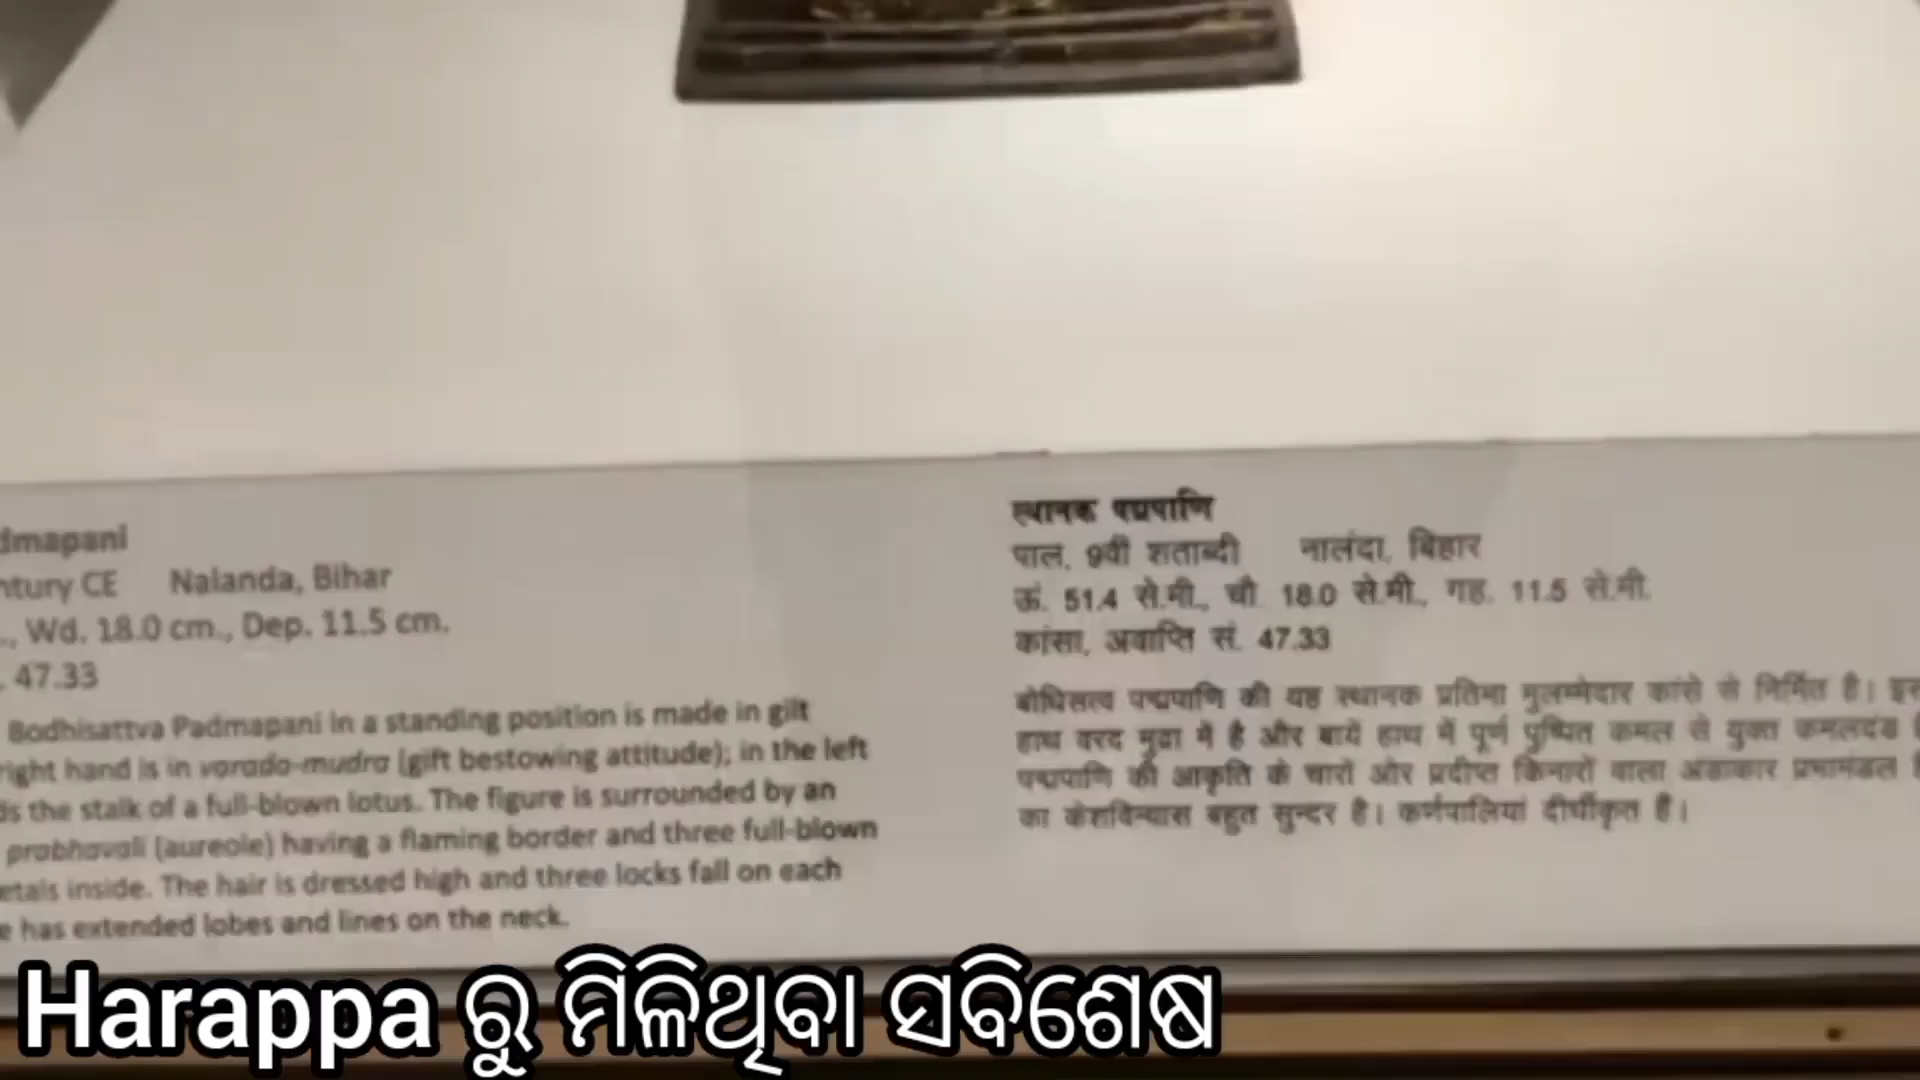 dmapani
ntury CE Nalanda, Bihar
., Wd. 18.0 cm., Dep. 11.5 cm.
. 47.33
Bodhisattva Padmapani in a standing position is made in gilt
right hand is in varada-mudra (gift bestowing attitude); in the left
ds the stalk of a full-blown lotus. The figure is surrounded by an
prabhavali (aureole) having a flaming border and three full-blown
etals inside. The hair is dressed high and three locks fall on each
e has extended lobes and lines on the neck.
स्थानक पद्मपाणि
पाल, 9वी शताब्दी नालंदा, बिहार
ऊं. 51.4 से.मी., चौ. 18.0 से.मी., गह. 11.5 से.मी.
कांसा, अवाप्ति सं. 47.33
बोधिसत्व पद्मपाणि की यह स्थानक प्रतिमा मुलम्मेदार कांसे से निर्मित है। इस
हाथ वरद मुद्रा में है और बायें हाथ में पूर्ण पुष्पित कमल से युक्त कमलदंड
पद्मपाणि की आकृति के चारों ओर प्रदीप्त किनारों वाला अंडाकार प्रभामंडल
का केशविन्यास बहुत सुन्दर है। कर्णपालियां दीर्घीकृत हैं।
Harappa ରୁ ମିଳିଥିବା ସବିଶେଷ